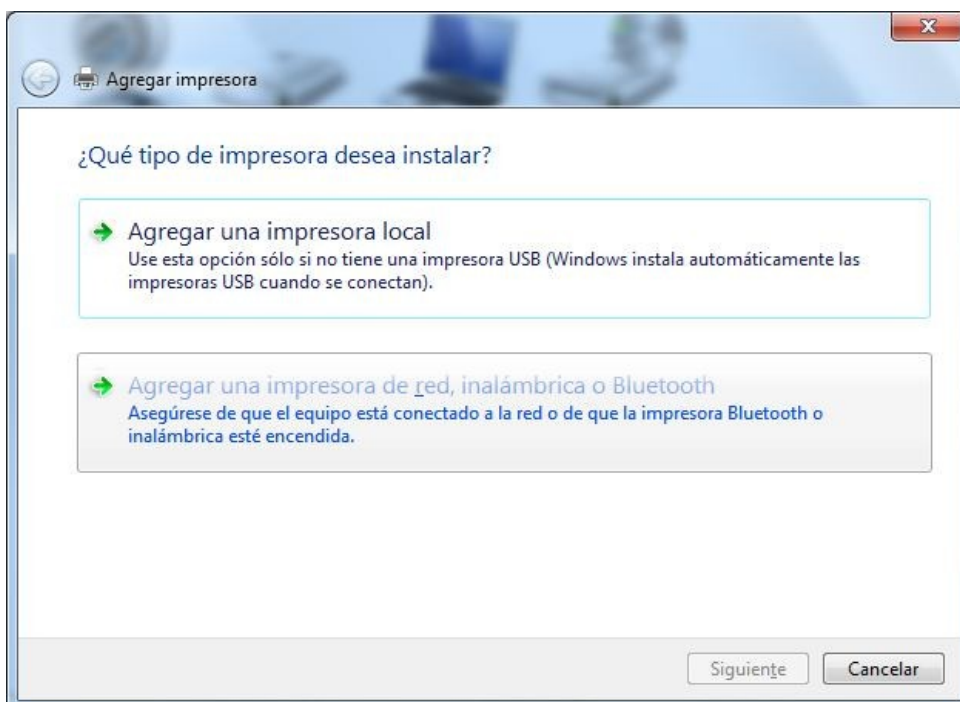 Agregar impresora
¿Qué tipo de impresora desea instalar?
Agregar una impresora local
Use esta opción sólo si no tiene una impresora USB (Windows instala automáticamente las
impresoras USB cuando se conectan).
Agregar una impresora de red, inalámbrica o Bluetooth
Asegúrese de que el equipo está conectado a la red o de que la impresora Bluetooth o
inalámbrica esté encendida.
Siguiente
Cancelar